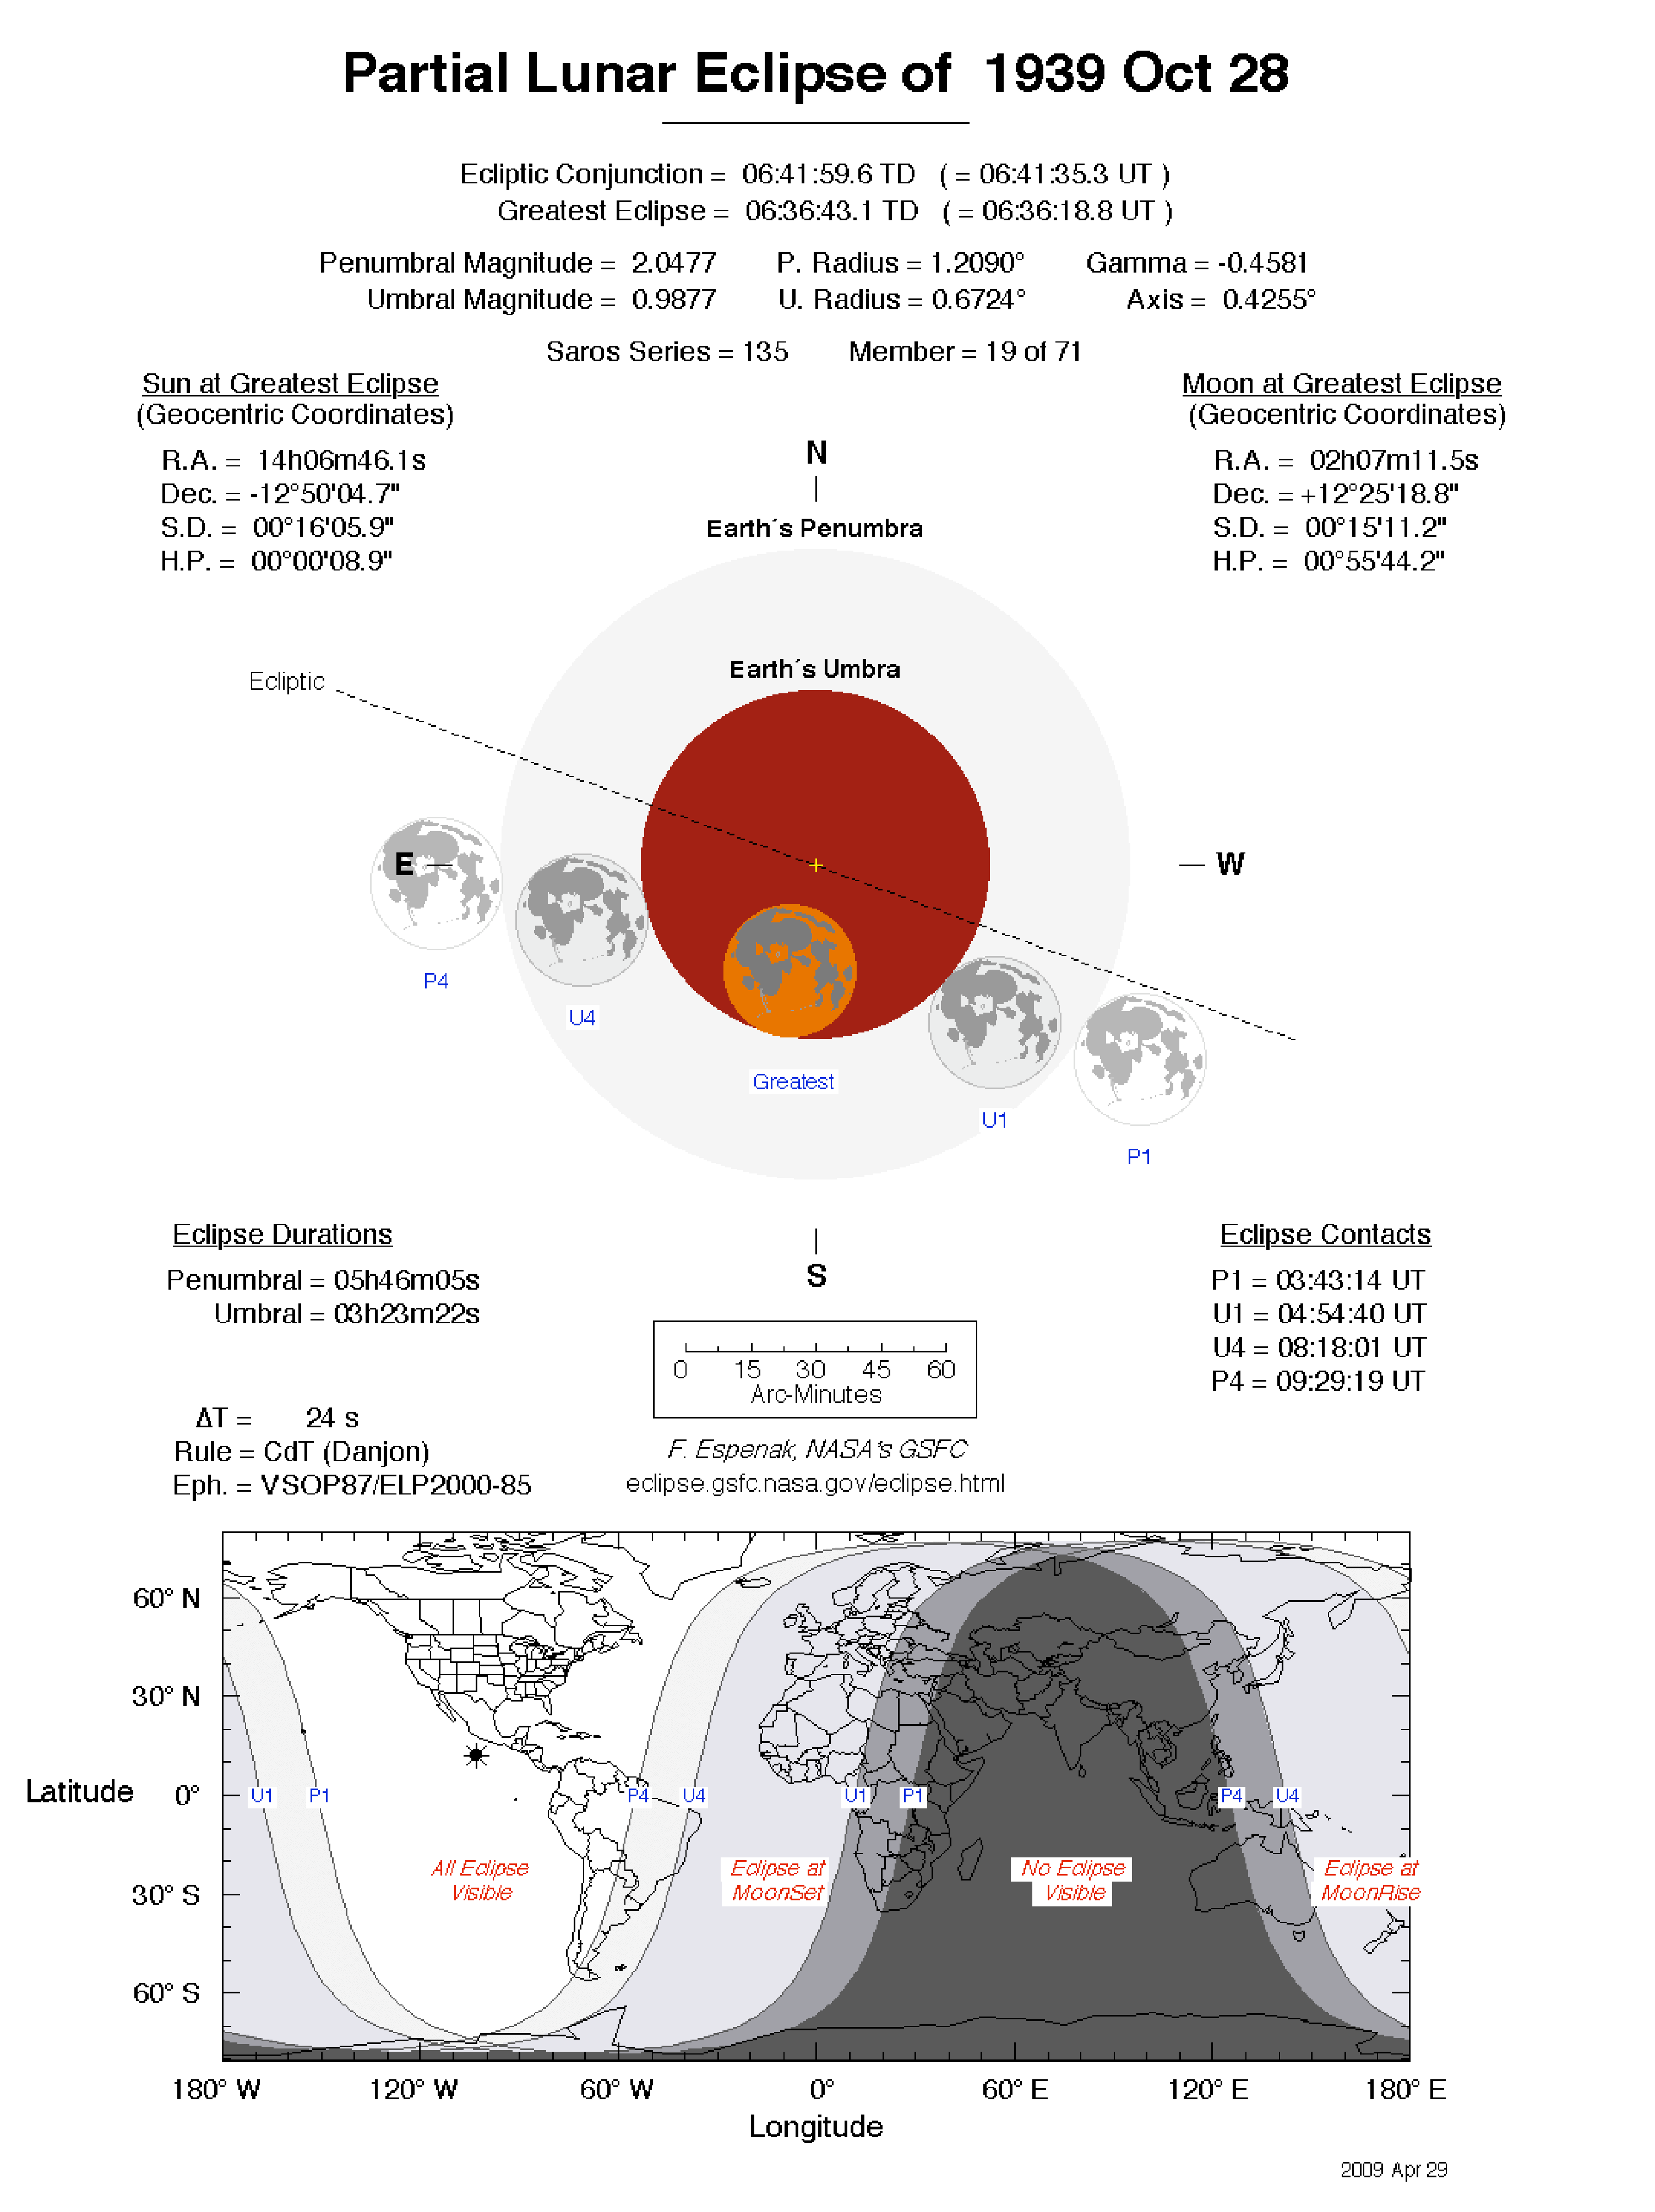 Partial Lunar Eclipse of 1939 Oct 28
Ecliptic Conjunction = 06:41:59.6 TD ( = 06:41:35.3 UT )
Greatest Eclipse = 06:36:43.1 TD ( = 06:36:18.8 UT )
Penumbral Magnitude = 2.0477 P. Radius = 1.2090° Gamma = -0.4581
Umbral Magnitude = 0.9877 U. Radius = 0.6724° Axis = 0.4255°
Saros Series = 135 Member = 19 of 71
Sun at Greatest Eclipse
(Geocentric Coordinates)
R.A. = 14h06m46.1s
Dec. = -12°50'04.7"
S.D. = 00°16'05.9"
H.P. = 00°00'08.9"
Moon at Greatest Eclipse
(Geocentric Coordinates)
R.A. = 02h07m11.5s
Dec. = +12°25'18.8"
S.D. = 00°15'11.2"
H.P. = 00°55'44.2"
N
Earth´s Penumbra
Earth´s Umbra
Ecliptic
E
W
P4
U4
Greatest
U1
P1
S
Eclipse Durations
Penumbral = 05h46m05s
Umbral = 03h23m22s
Eclipse Contacts
P1 = 03:43:14 UT
U1 = 04:54:40 UT
U4 = 08:18:01 UT
P4 = 09:29:19 UT
0 15 30 45 60
Arc-Minutes
ΔT = 24 s
Rule = CdT (Danjon)
Eph. = VSOP87/ELP2000-85
F. Espenak, NASA's GSFC
eclipse.gsfc.nasa.gov/eclipse.html
60° N
30° N
Latitude 0°
30° S
60° S
U1 P1 P4 U4 U1 P1 P4 U4
All Eclipse
Visible
Eclipse at
MoonSet
No Eclipse
Visible
Eclipse at
MoonRise
180° W 120° W 60° W 0° 60° E 120° E 180° E
Longitude
2009 Apr 29